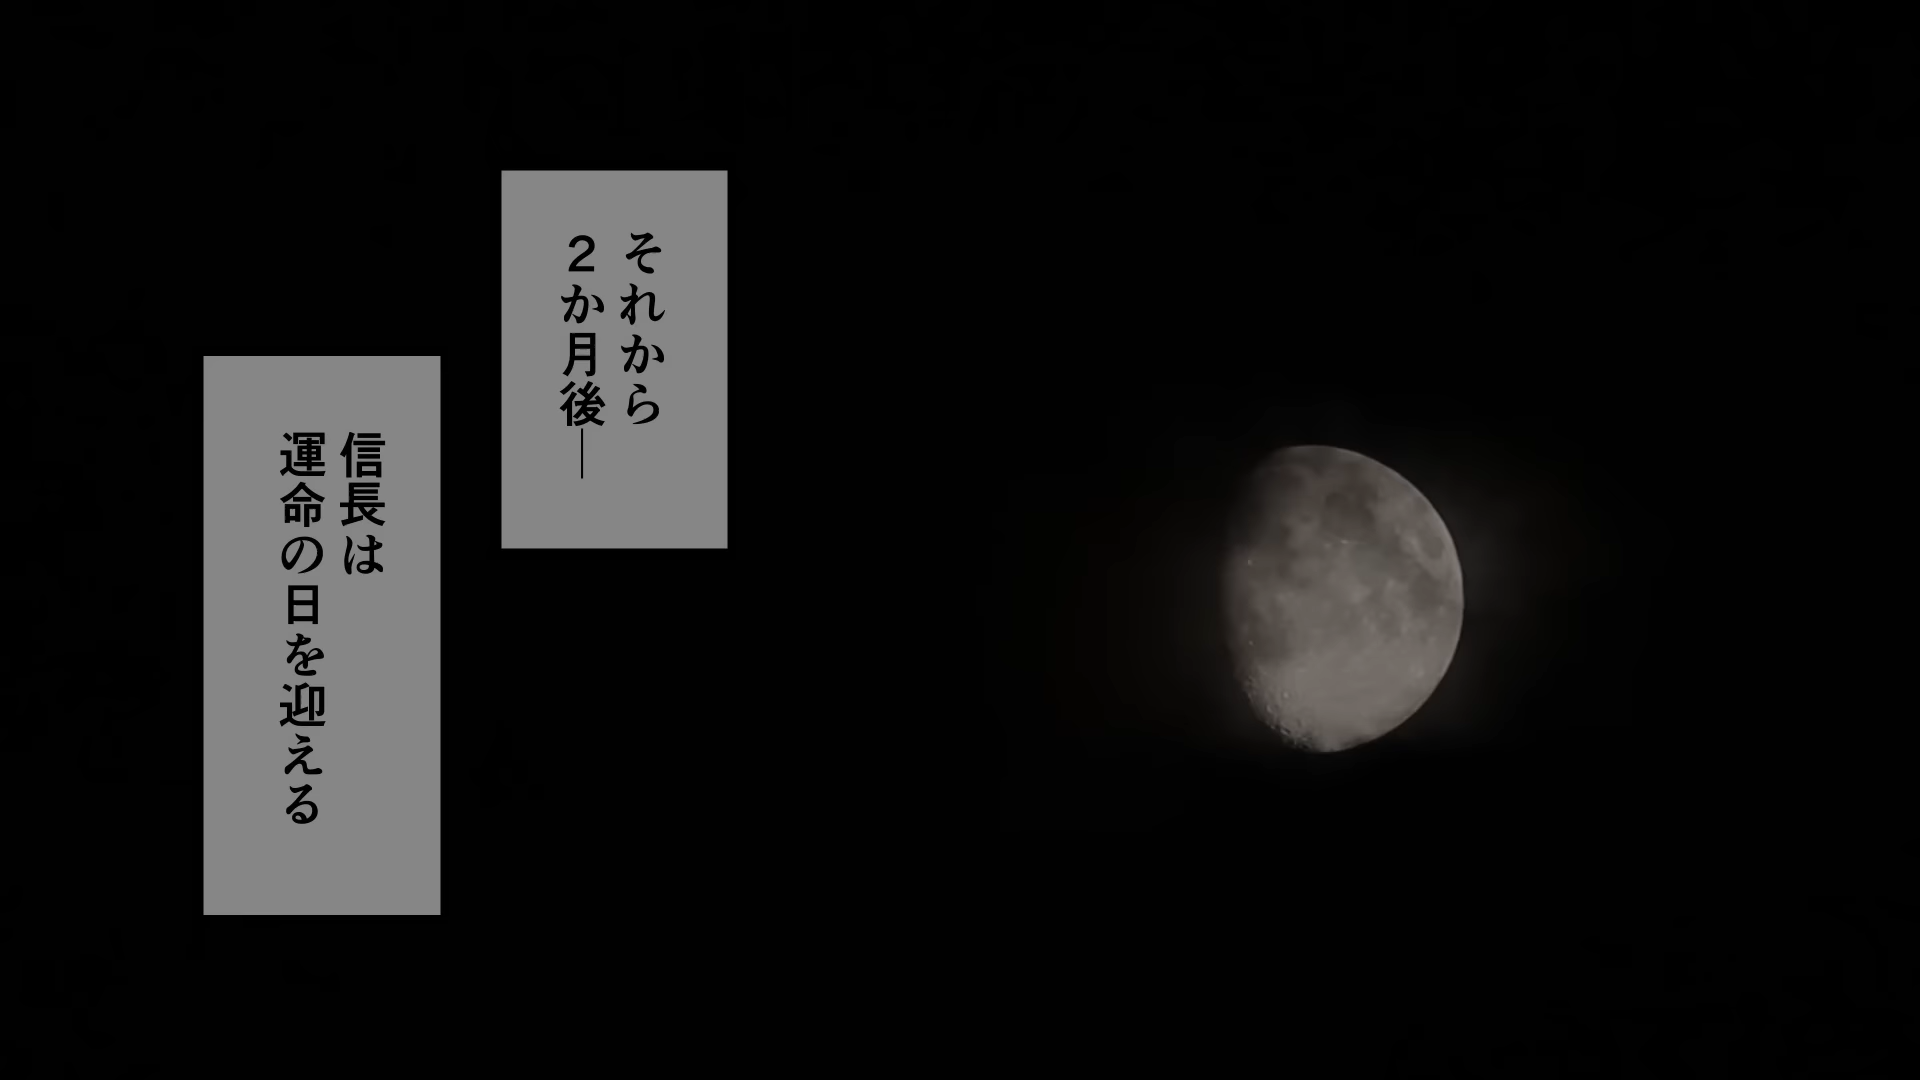 それから
２か月後―
信長は
運命の日を迎える